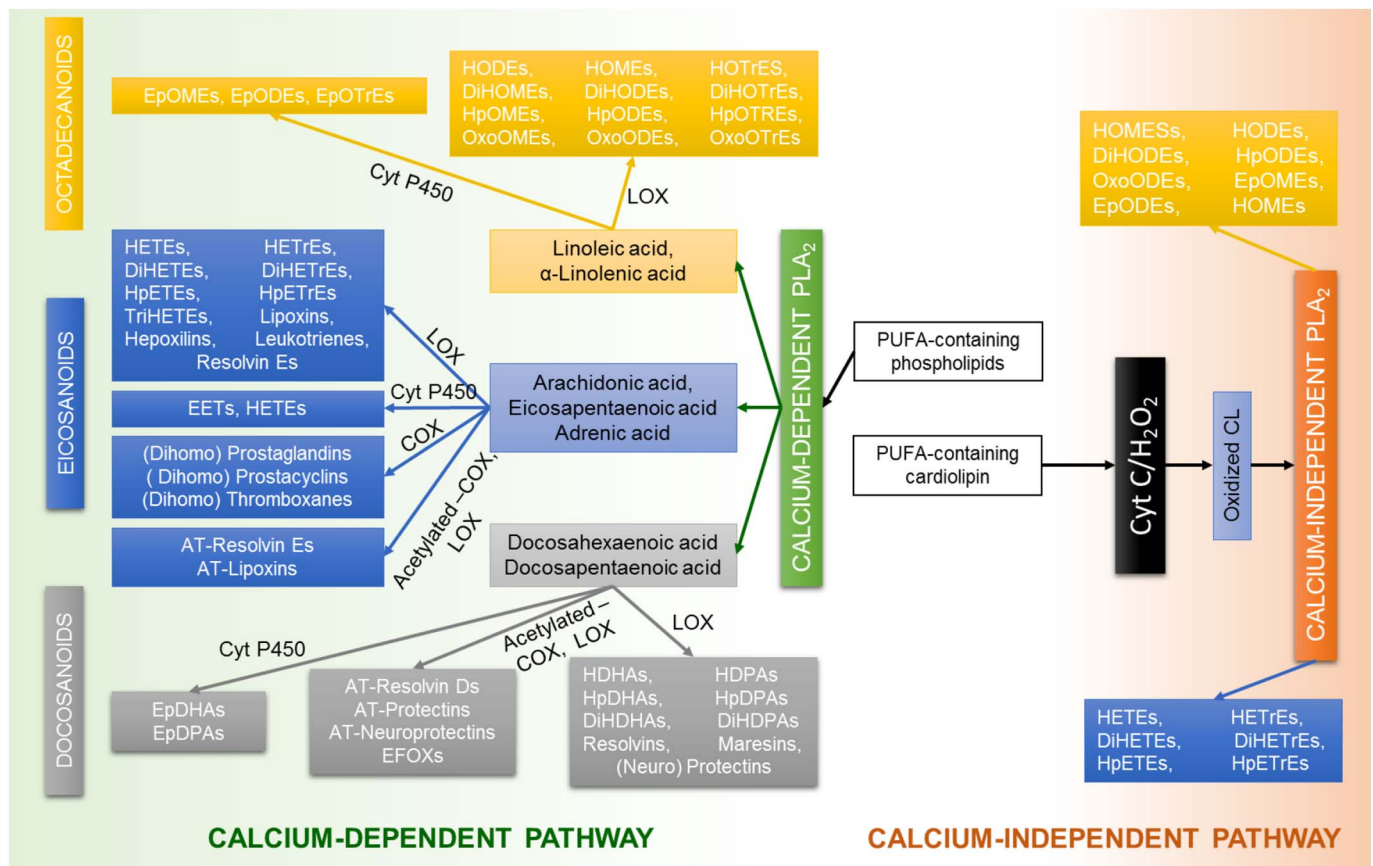 OCTADECANOIDS
EpOMEs, EpODEs, EpOTrEs
HODEs, HOMEs, HOTrES,
DiHOMEs, DiHODEs, DiHOTrEs,
HpOMEs, HpODEs, HpOTREs,
OxoOMEs, OxoODEs, OxoOTrEs
Cyt P450
LOX
Linoleic acid,
α-Linolenic acid
EICOSANOIDS
HETEs, HETrEs,
DiHETEs, DiHETrEs,
HpETEs, HpETrEs
TriHETEs, Lipoxins,
Hepoxilins, Leukotrienes,
Resolvin Es
EETs, HETEs
(Dihomo) Prostaglandins
( Dihomo) Prostacyclins
(Dihomo) Thromboxanes
AT-Resolvin Es
AT-Lipoxins
LOX
Cyt P450
COX
Acetylated –COX,
LOX
Arachidonic acid,
Eicosapentaenoic acid
Adrenic acid
DOCOSANOIDS
Docosahexaenoic acid
Docosapentaenoic acid
Cyt P450
Acetylated –
COX, LOX
LOX
EpDHAs
EpDPAs
AT-Resolvin Ds
AT-Protectins
AT-Neuroprotectins
EFOXs
HDHAs, HDPAs
HpDHAs, HpDPAs
DiHDHAs, DiHDPAs
Resolvins, Maresins,
(Neuro) Protectins
CALCIUM-DEPENDENT PLA₂
PUFA-containing
phospholipids
PUFA-containing
cardiolipin
Cyt C/H₂O₂
Oxidized CL
CALCIUM-INDEPENDENT PLA₂
HOMESs, HODEs,
DiHODEs, HpODEs,
OxoODEs, EpOMEs,
EpODEs, HOMEs
HETEs, HETrEs,
DiHETEs, DiHETrEs,
HpETEs, HpETrEs
CALCIUM-DEPENDENT PATHWAY
CALCIUM-INDEPENDENT PATHWAY